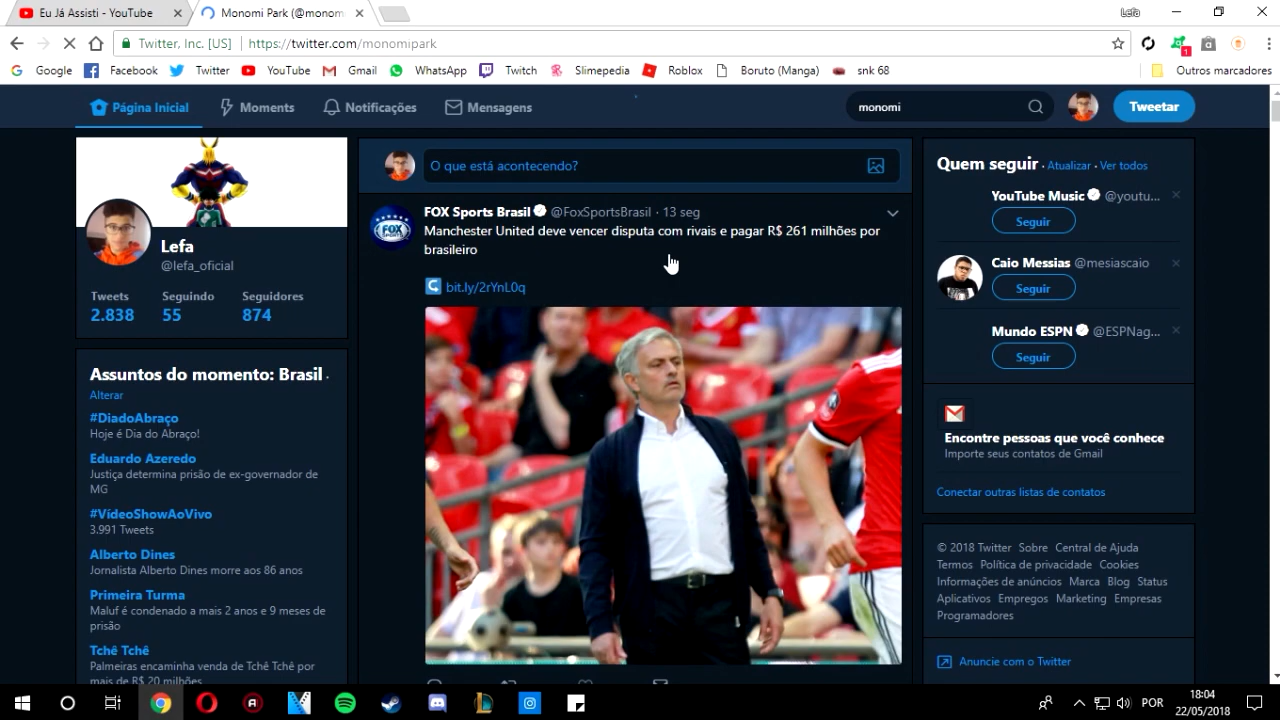 Eu Já Assisti - YouTube
Monomi Park (@monom
Lefa
Twitter, Inc. [US]
https://twitter.com/monomipark
Google
Facebook
Twitter
YouTube
Gmail
WhatsApp
Twitch
Slimepedia
Roblox
Boruto (Manga)
snk 68
Outros marcadores
Página Inicial
Moments
Notificações
Mensagens
monomi
Tweetar
Lefa
@lefa_oficial
Tweets Seguindo Seguidores
2.838 55 874
Assuntos do momento: Brasil ·
Alterar
#DiadoAbraço
Hoje é Dia do Abraço!
Eduardo Azeredo
Justiça determina prisão de ex-governador de
MG
#VídeoShowAoVivo
3.991 Tweets
Alberto Dines
Jornalista Alberto Dines morre aos 86 anos
Primeira Turma
Maluf é condenado a mais 2 anos e 9 meses de
prisão
Tchê Tchê
Palmeiras encaminha venda de Tchê Tchê por
mais de R$ 20 milhões
O que está acontecendo?
FOX Sports Brasil @FoxSportsBrasil · 13 seg
Manchester United deve vencer disputa com rivais e pagar R$ 261 milhões por
brasileiro
bit.ly/2rYnL0q
FOX
SPORTS
Quem seguir · Atualizar · Ver todos
YouTube Music @youtu...
Seguir
Caio Messias @mesiascaio
Seguir
Mundo ESPN @ESPNag...
Seguir
Encontre pessoas que você conhece
Importe seus contatos de Gmail
Conectar outras listas de contatos
© 2018 Twitter Sobre Central de Ajuda
Termos Política de privacidade Cookies
Informações de anúncios Marca Blog Status
Aplicativos Empregos Marketing Empresas
Programadores
Anuncie com o Twitter
POR
18:04
22/05/2018